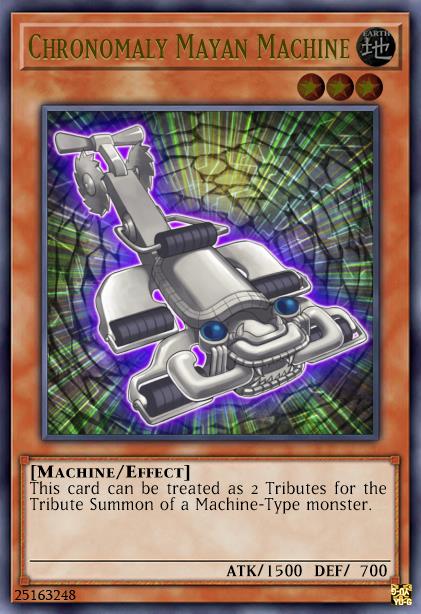 Chronomaly Mayan Machine
EARTH
地
[Machine/Effect]
This card can be treated as 2 Tributes for the
Tribute Summon of a Machine-Type monster.
ATK/1500 DEF/ 700
25163248